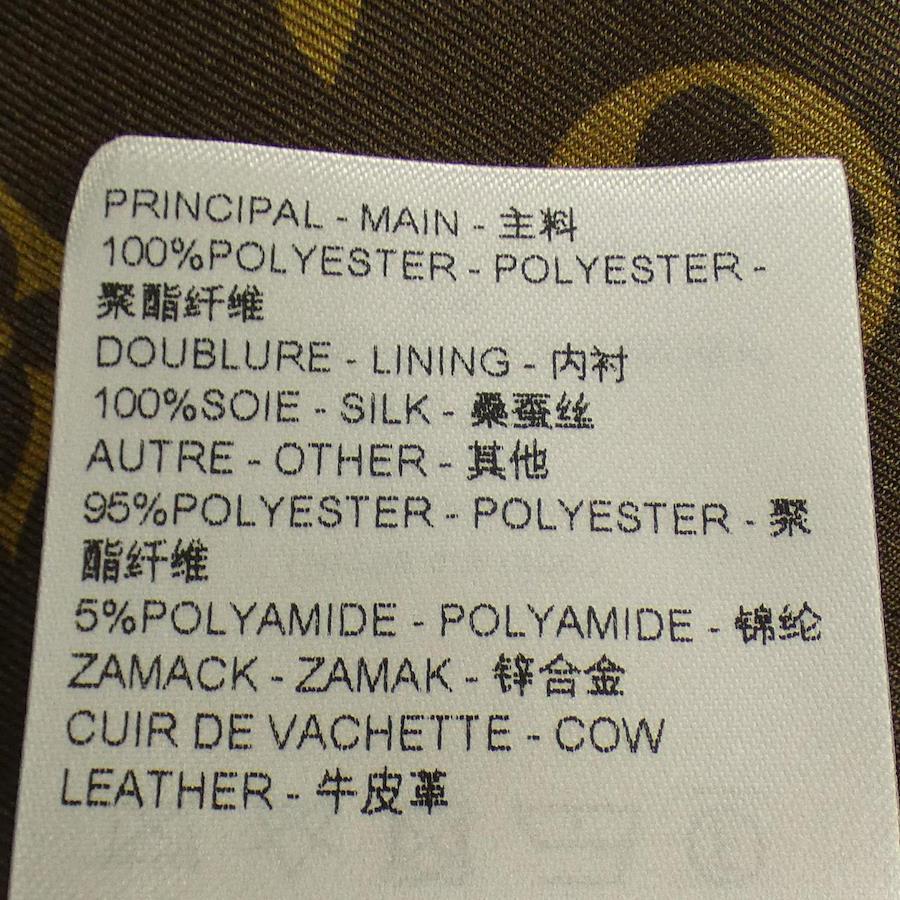 PRINCIPAL - MAIN - 主料
100%POLYESTER - POLYESTER -
聚酯纤维
DOUBLURE - LINING - 内衬
100%SOIE - SILK - 桑蚕丝
AUTRE - OTHER - 其他
95%POLYESTER - POLYESTER - 聚
酯纤维
5%POLYAMIDE - POLYAMIDE - 锦纶
ZAMACK - ZAMAK - 锌合金
CUIR DE VACHETTE - COW
LEATHER - 牛皮革